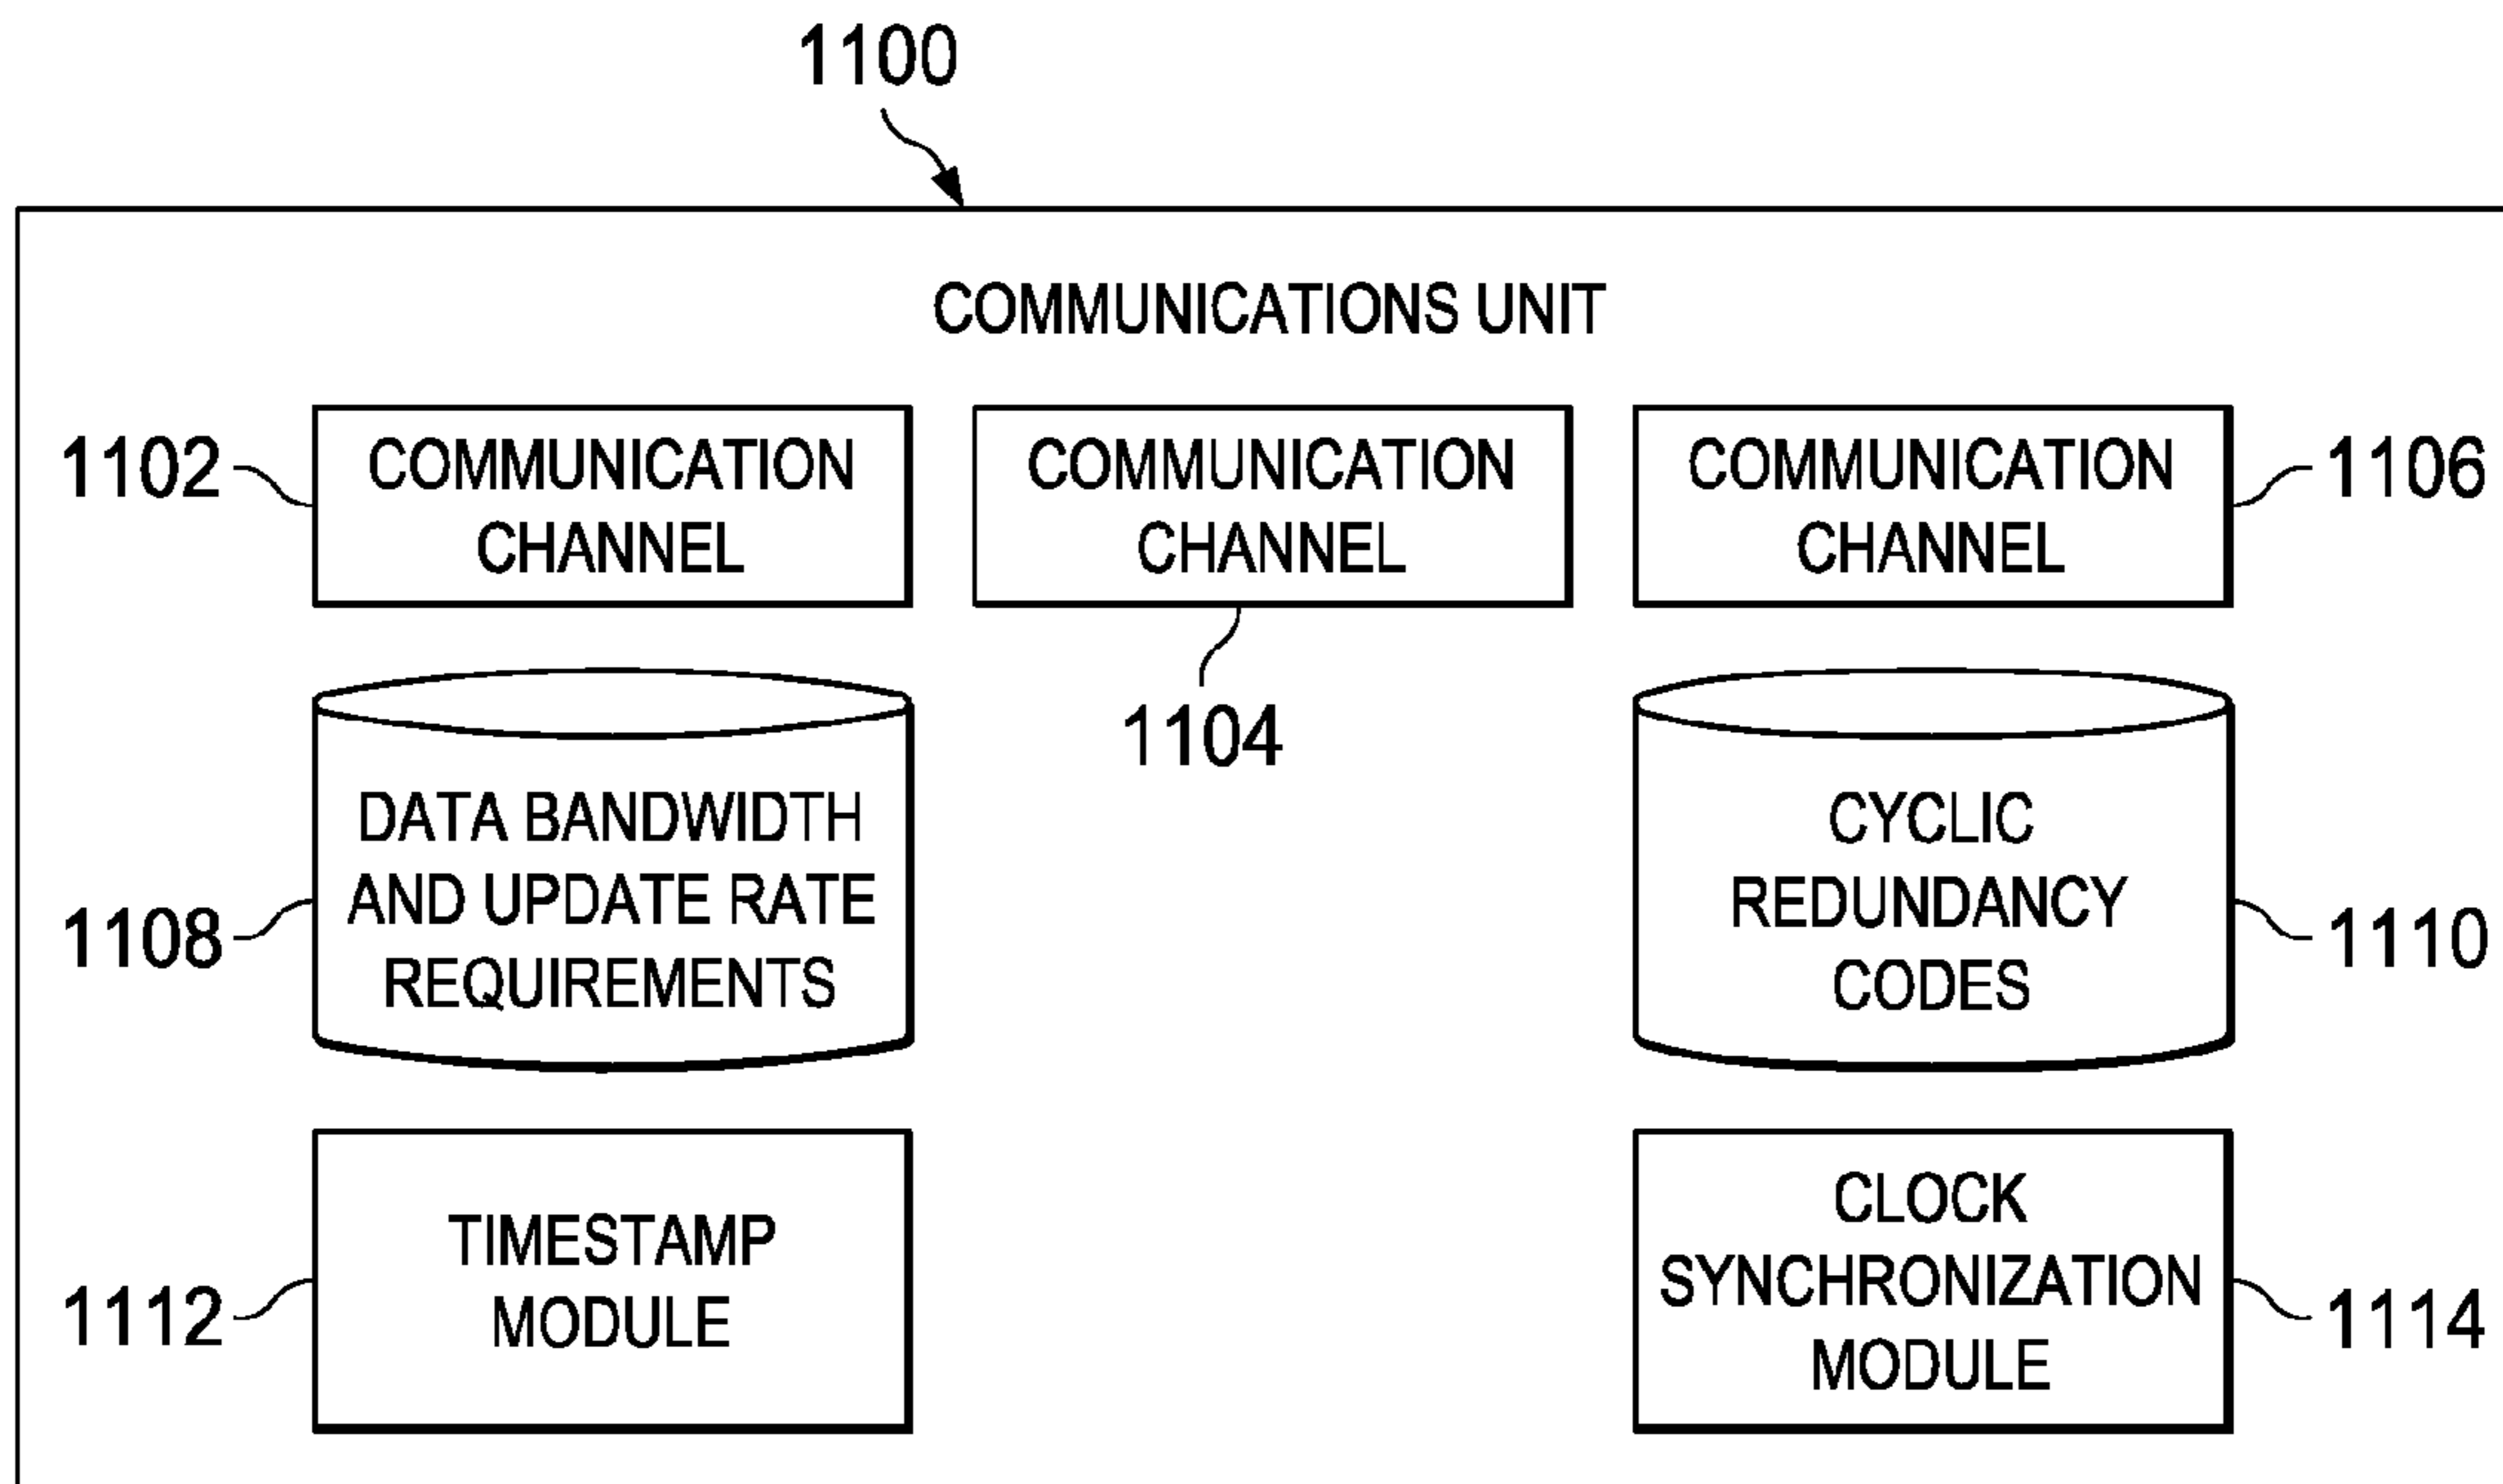 1100
COMMUNICATIONS UNIT
1102
COMMUNICATION
CHANNEL
COMMUNICATION
CHANNEL
1104
COMMUNICATION
CHANNEL
1106
1108
DATA BANDWIDTH
AND UPDATE RATE
REQUIREMENTS
CYCLIC
REDUNDANCY
CODES
1110
1112
TIMESTAMP
MODULE
CLOCK
SYNCHRONIZATION
MODULE
1114